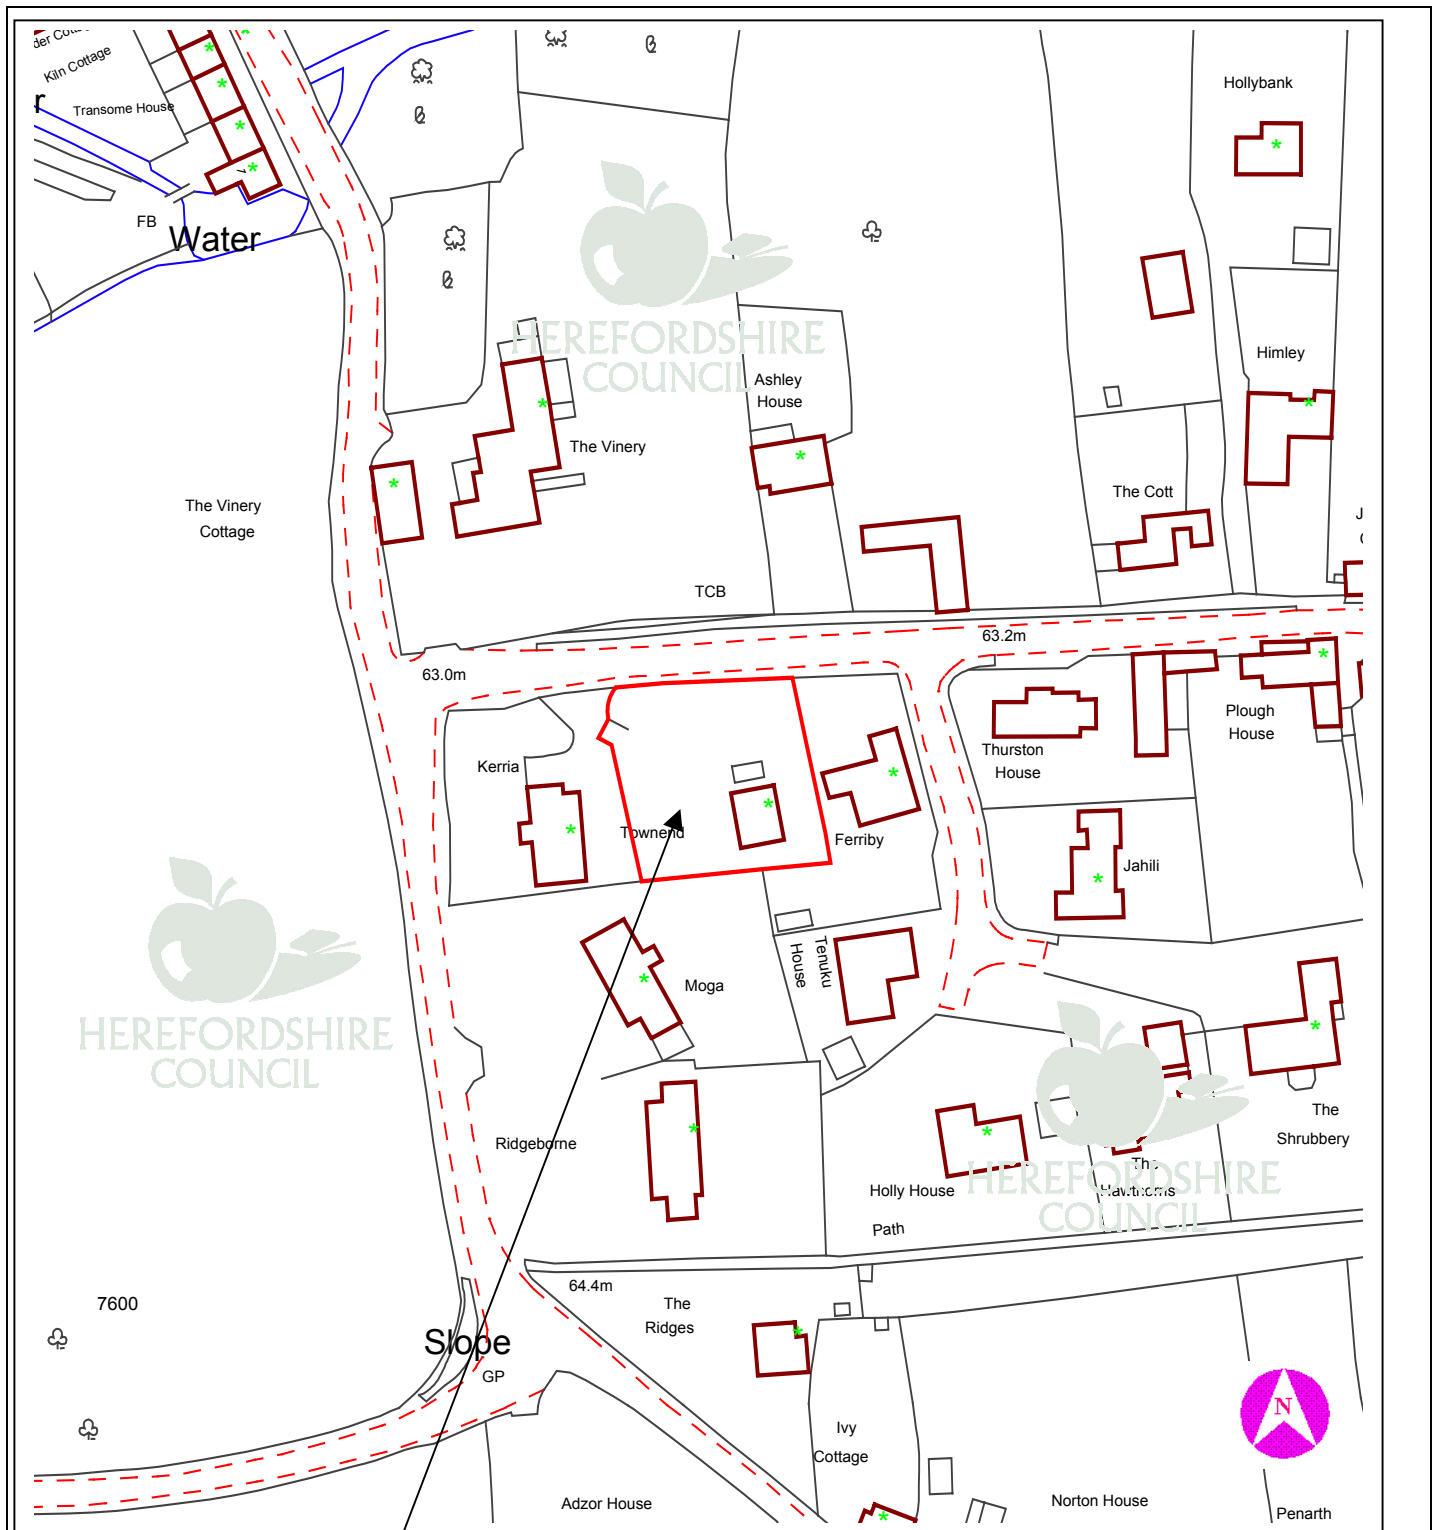 Kiln Cottage
Transome House
r
FB
Water
7
Hollybank
HEREFORDSHIRE
COUNCIL
Himley
Ashley
House
The Vinery
The Cott
The Vinery
Cottage
J
TCB
63.2m
63.0m
Plough
House
Thurston
House
Kerria
Townend
Ferriby
Jahili
HEREFORDSHIRE
COUNCIL
Tenuku
House
Moga
The
Shrubbery
Ridgeborne
The
Hawthorns
Holly House
HEREFORDSHIRE
COUNCIL
Path
64.4m
7600
The
Ridges
Slope
GP
N
Ivy
Cottage
Adzor House
Norton House
Penarth